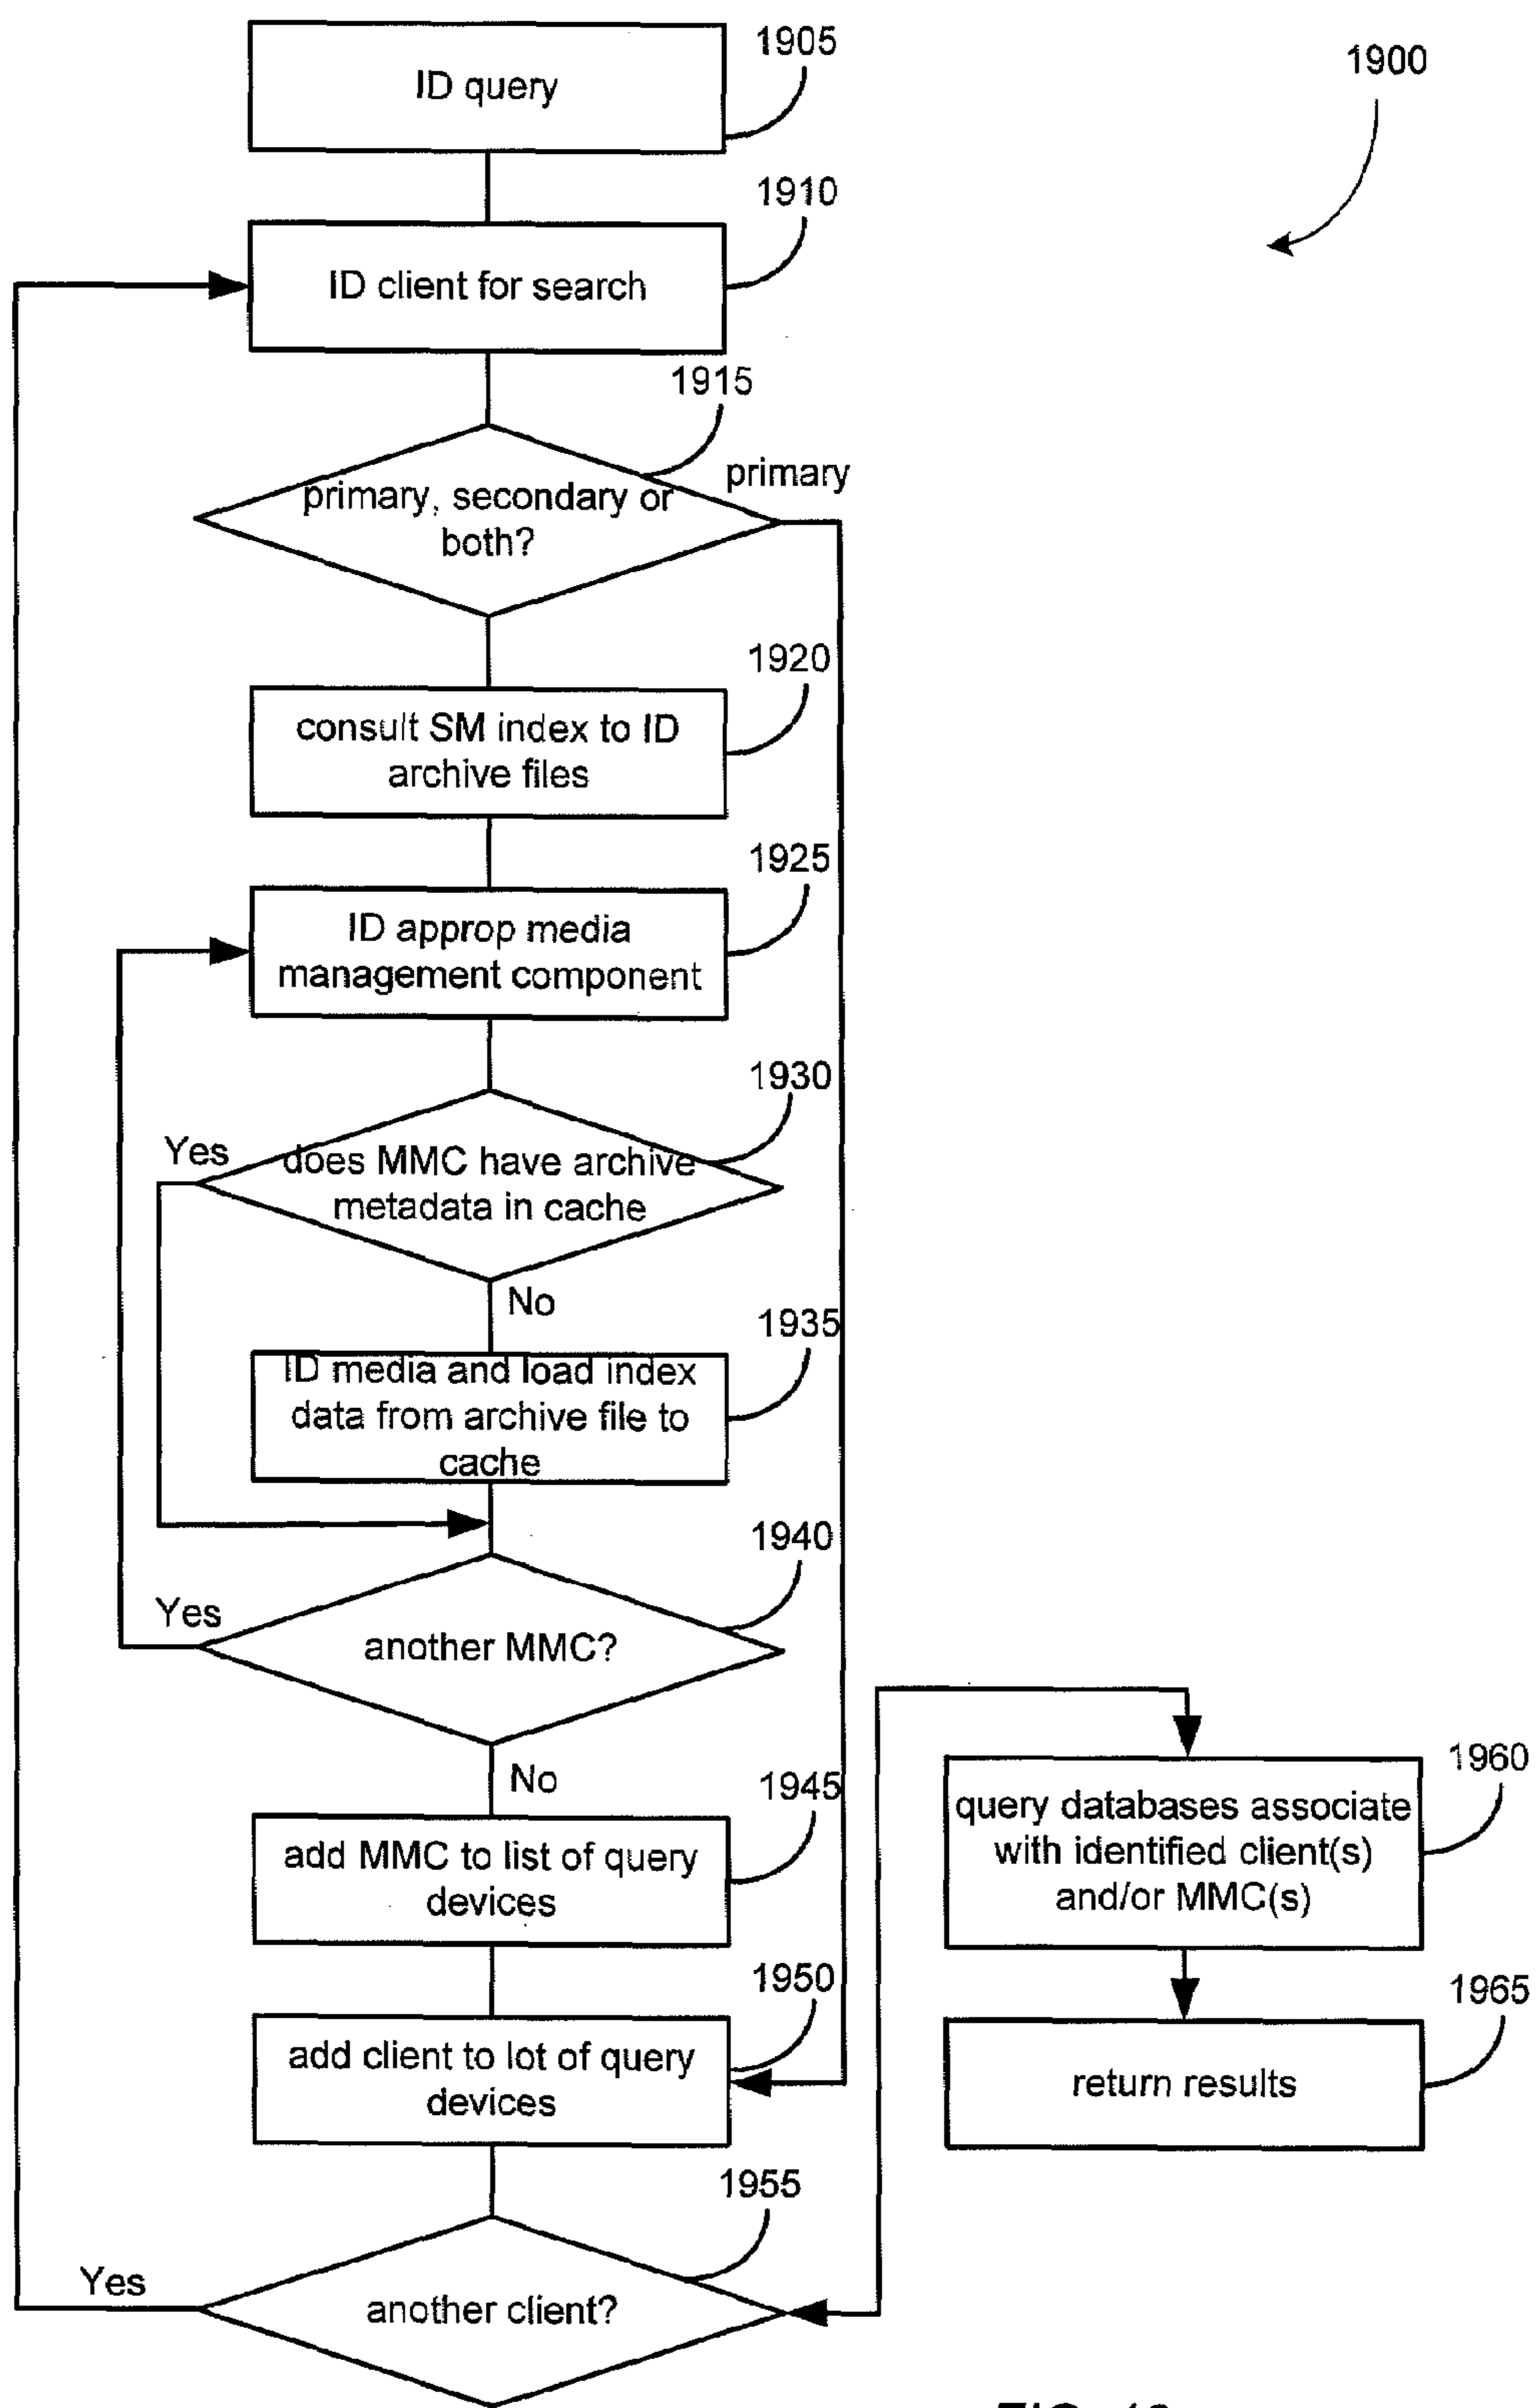 1905
ID query
1900
1910
ID client for search
1915
primary
primary, secondary or
both?
1920
consult SM index to ID
archive files
1925
ID approp media
management component
1930
Yes
does MMC have archive
metadata in cache
No
1935
ID media and load index
data from archive file to
cache
1940
Yes
another MMC?
No
1945
add MMC to list of query
devices
1950
add client to lot of query
devices
1955
Yes
another client?
1960
query databases associate
with identified client(s)
and/or MMC(s)
1965
return results